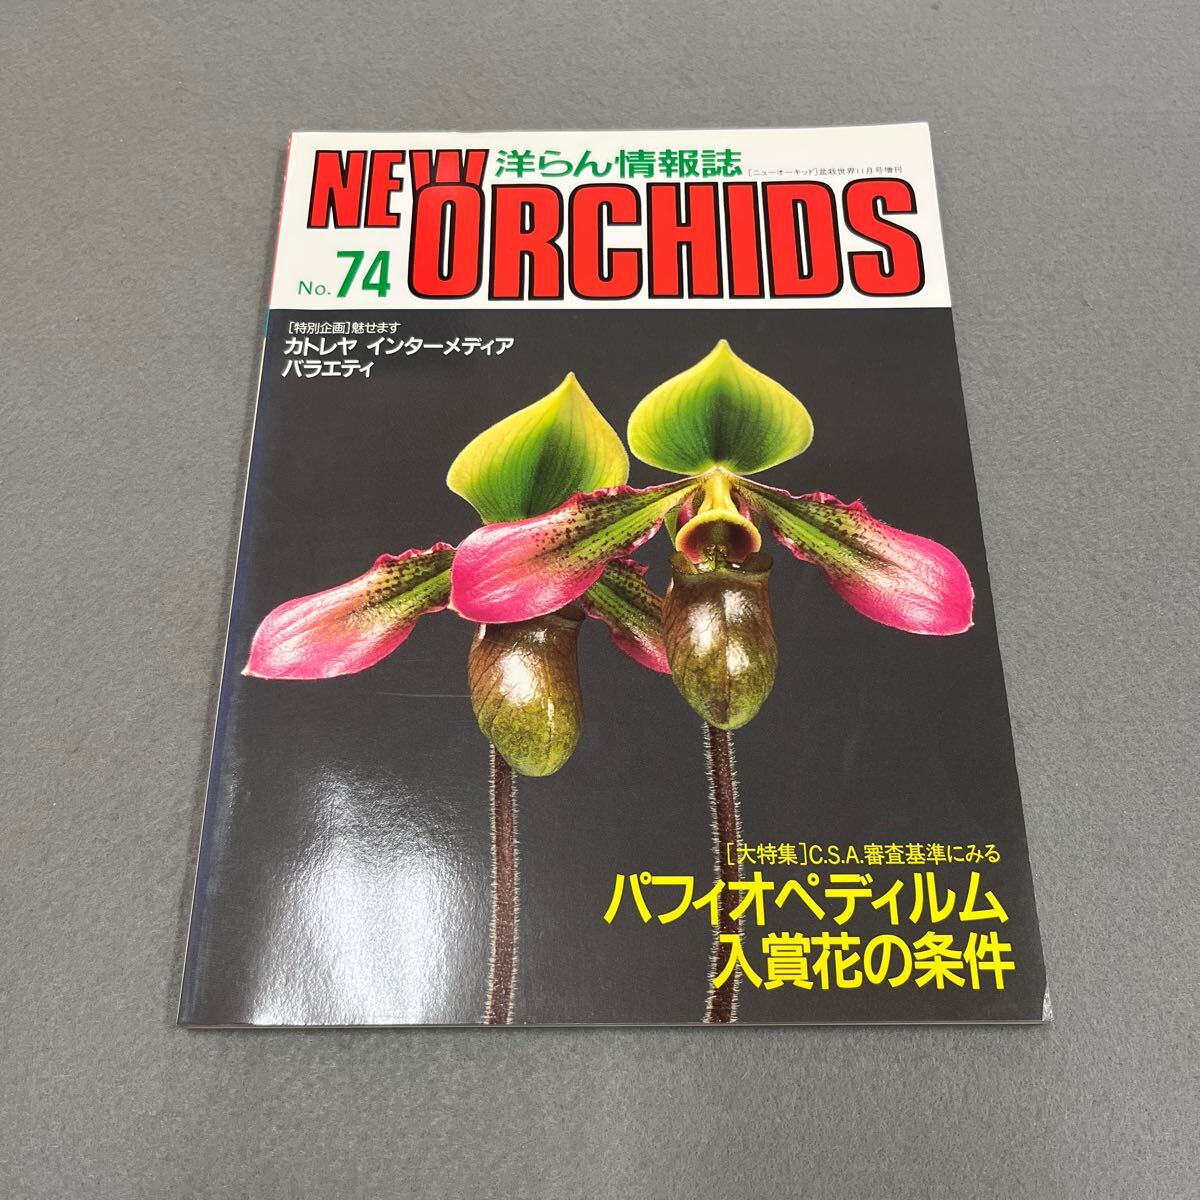 洋らん情報誌
[ニューオーキッド]盆栽世界11月号増刊
NEW
ORCHIDS
No.74
[特別企画]魅せます
カトレヤ インターメディア
バラエティ
[大特集]C.S.A.審査基準にみる
パフィオペディルム
入賞花の条件